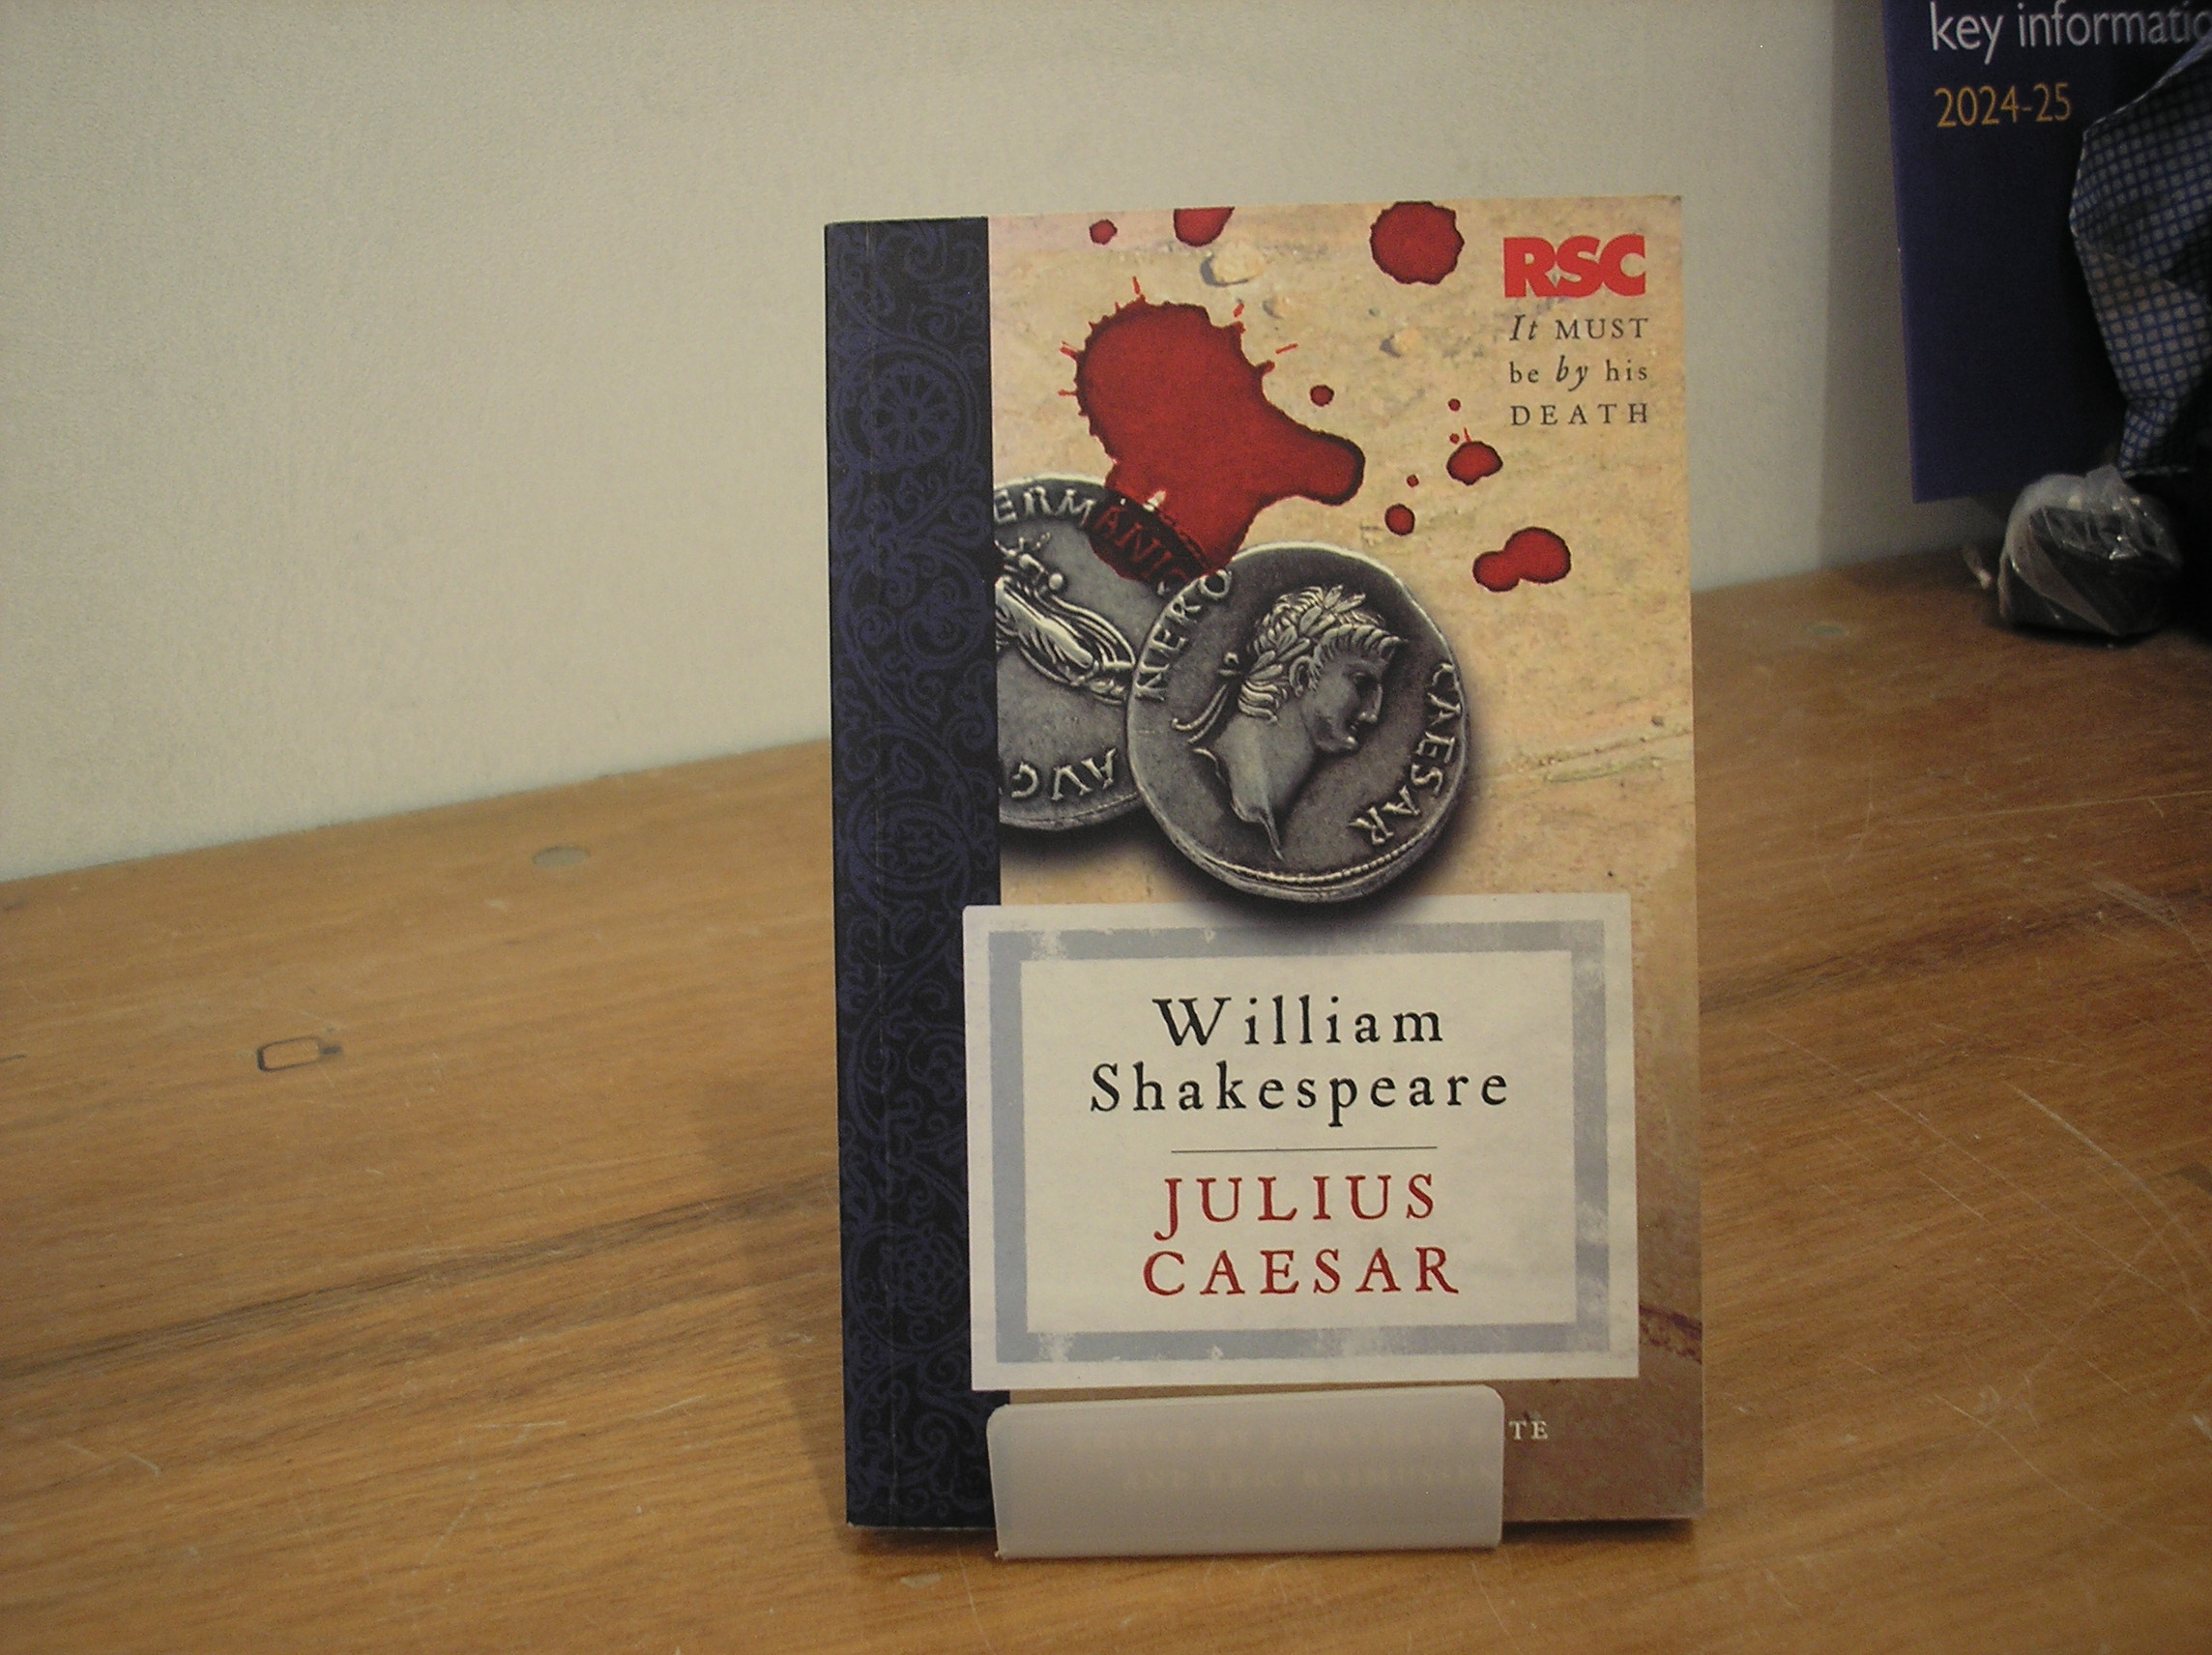 key informatio
2024-25
RSC
It MUST
be by his
DEATH
ERMANIC
AVG
NERO
CAESAR
William
Shakespeare
JULIUS
CAESAR
TE